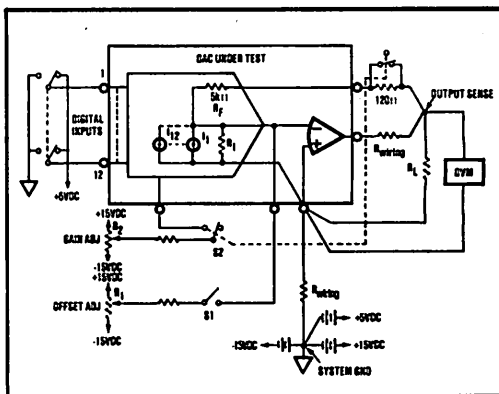 DAC UNDER TEST
1
5kΩ
R_f
120Ω
OUTPUT SENSE
DIGITAL
INPUTS
I12
I1
R1
12
R_wiring
R_L
DVM
+5VDC
+15VDC
R2
GAIN ADJ
S2
-15VDC
+15VDC
R1
OFFSET ADJ
S1
R_wiring
-15VDC
+5VDC
-15VDC
+15VDC
SYSTEM GND